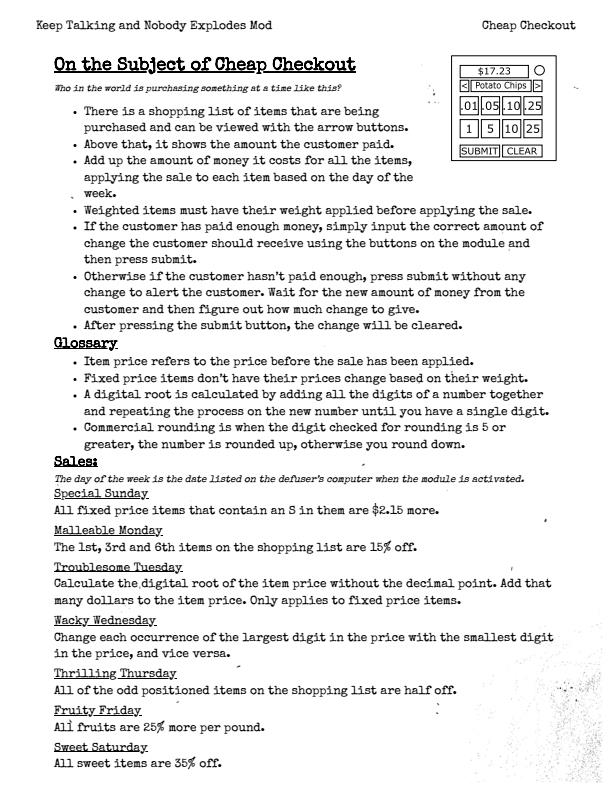 Keep Talking and Nobody Explodes Mod Cheap Checkout
On the Subject of Cheap Checkout
Who in the world is purchasing something at a time like this?
$17.23
< Potato Chips >
.01 .05 .10 .25
1 5 10 25
SUBMIT CLEAR
• There is a shopping list of items that are being
purchased and can be viewed with the arrow buttons.
• Above that, it shows the amount the customer paid.
• Add up the amount of money it costs for all the items,
applying the sale to each item based on the day of the
week.
• Weighted items must have their weight applied before applying the sale.
• If the customer has paid enough money, simply input the correct amount of
change the customer should receive using the buttons on the module and
then press submit.
• Otherwise if the customer hasn't paid enough, press submit without any
change to alert the customer. Wait for the new amount of money from the
customer and then figure out how much change to give.
• After pressing the submit button, the change will be cleared.
Glossary
• Item price refers to the price before the sale has been applied.
• Fixed price items don't have their prices change based on their weight.
• A digital root is calculated by adding all the digits of a number together
and repeating the process on the new number until you have a single digit.
• Commercial rounding is when the digit checked for rounding is 5 or
greater, the number is rounded up, otherwise you round down.
Sales:
The day of the week is the date listed on the defuser's computer when the module is activated.
Special Sunday
All fixed price items that contain an S in them are $2.15 more.
Malleable Monday
The 1st, 3rd and 6th items on the shopping list are 15% off.
Troublesome Tuesday
Calculate the digital root of the item price without the decimal point. Add that
many dollars to the item price. Only applies to fixed price items.
Wacky Wednesday
Change each occurrence of the largest digit in the price with the smallest digit
in the price, and vice versa.
Thrilling Thursday
All of the odd positioned items on the shopping list are half off.
Fruity Friday
All fruits are 25% more per pound.
Sweet Saturday
All sweet items are 35% off.